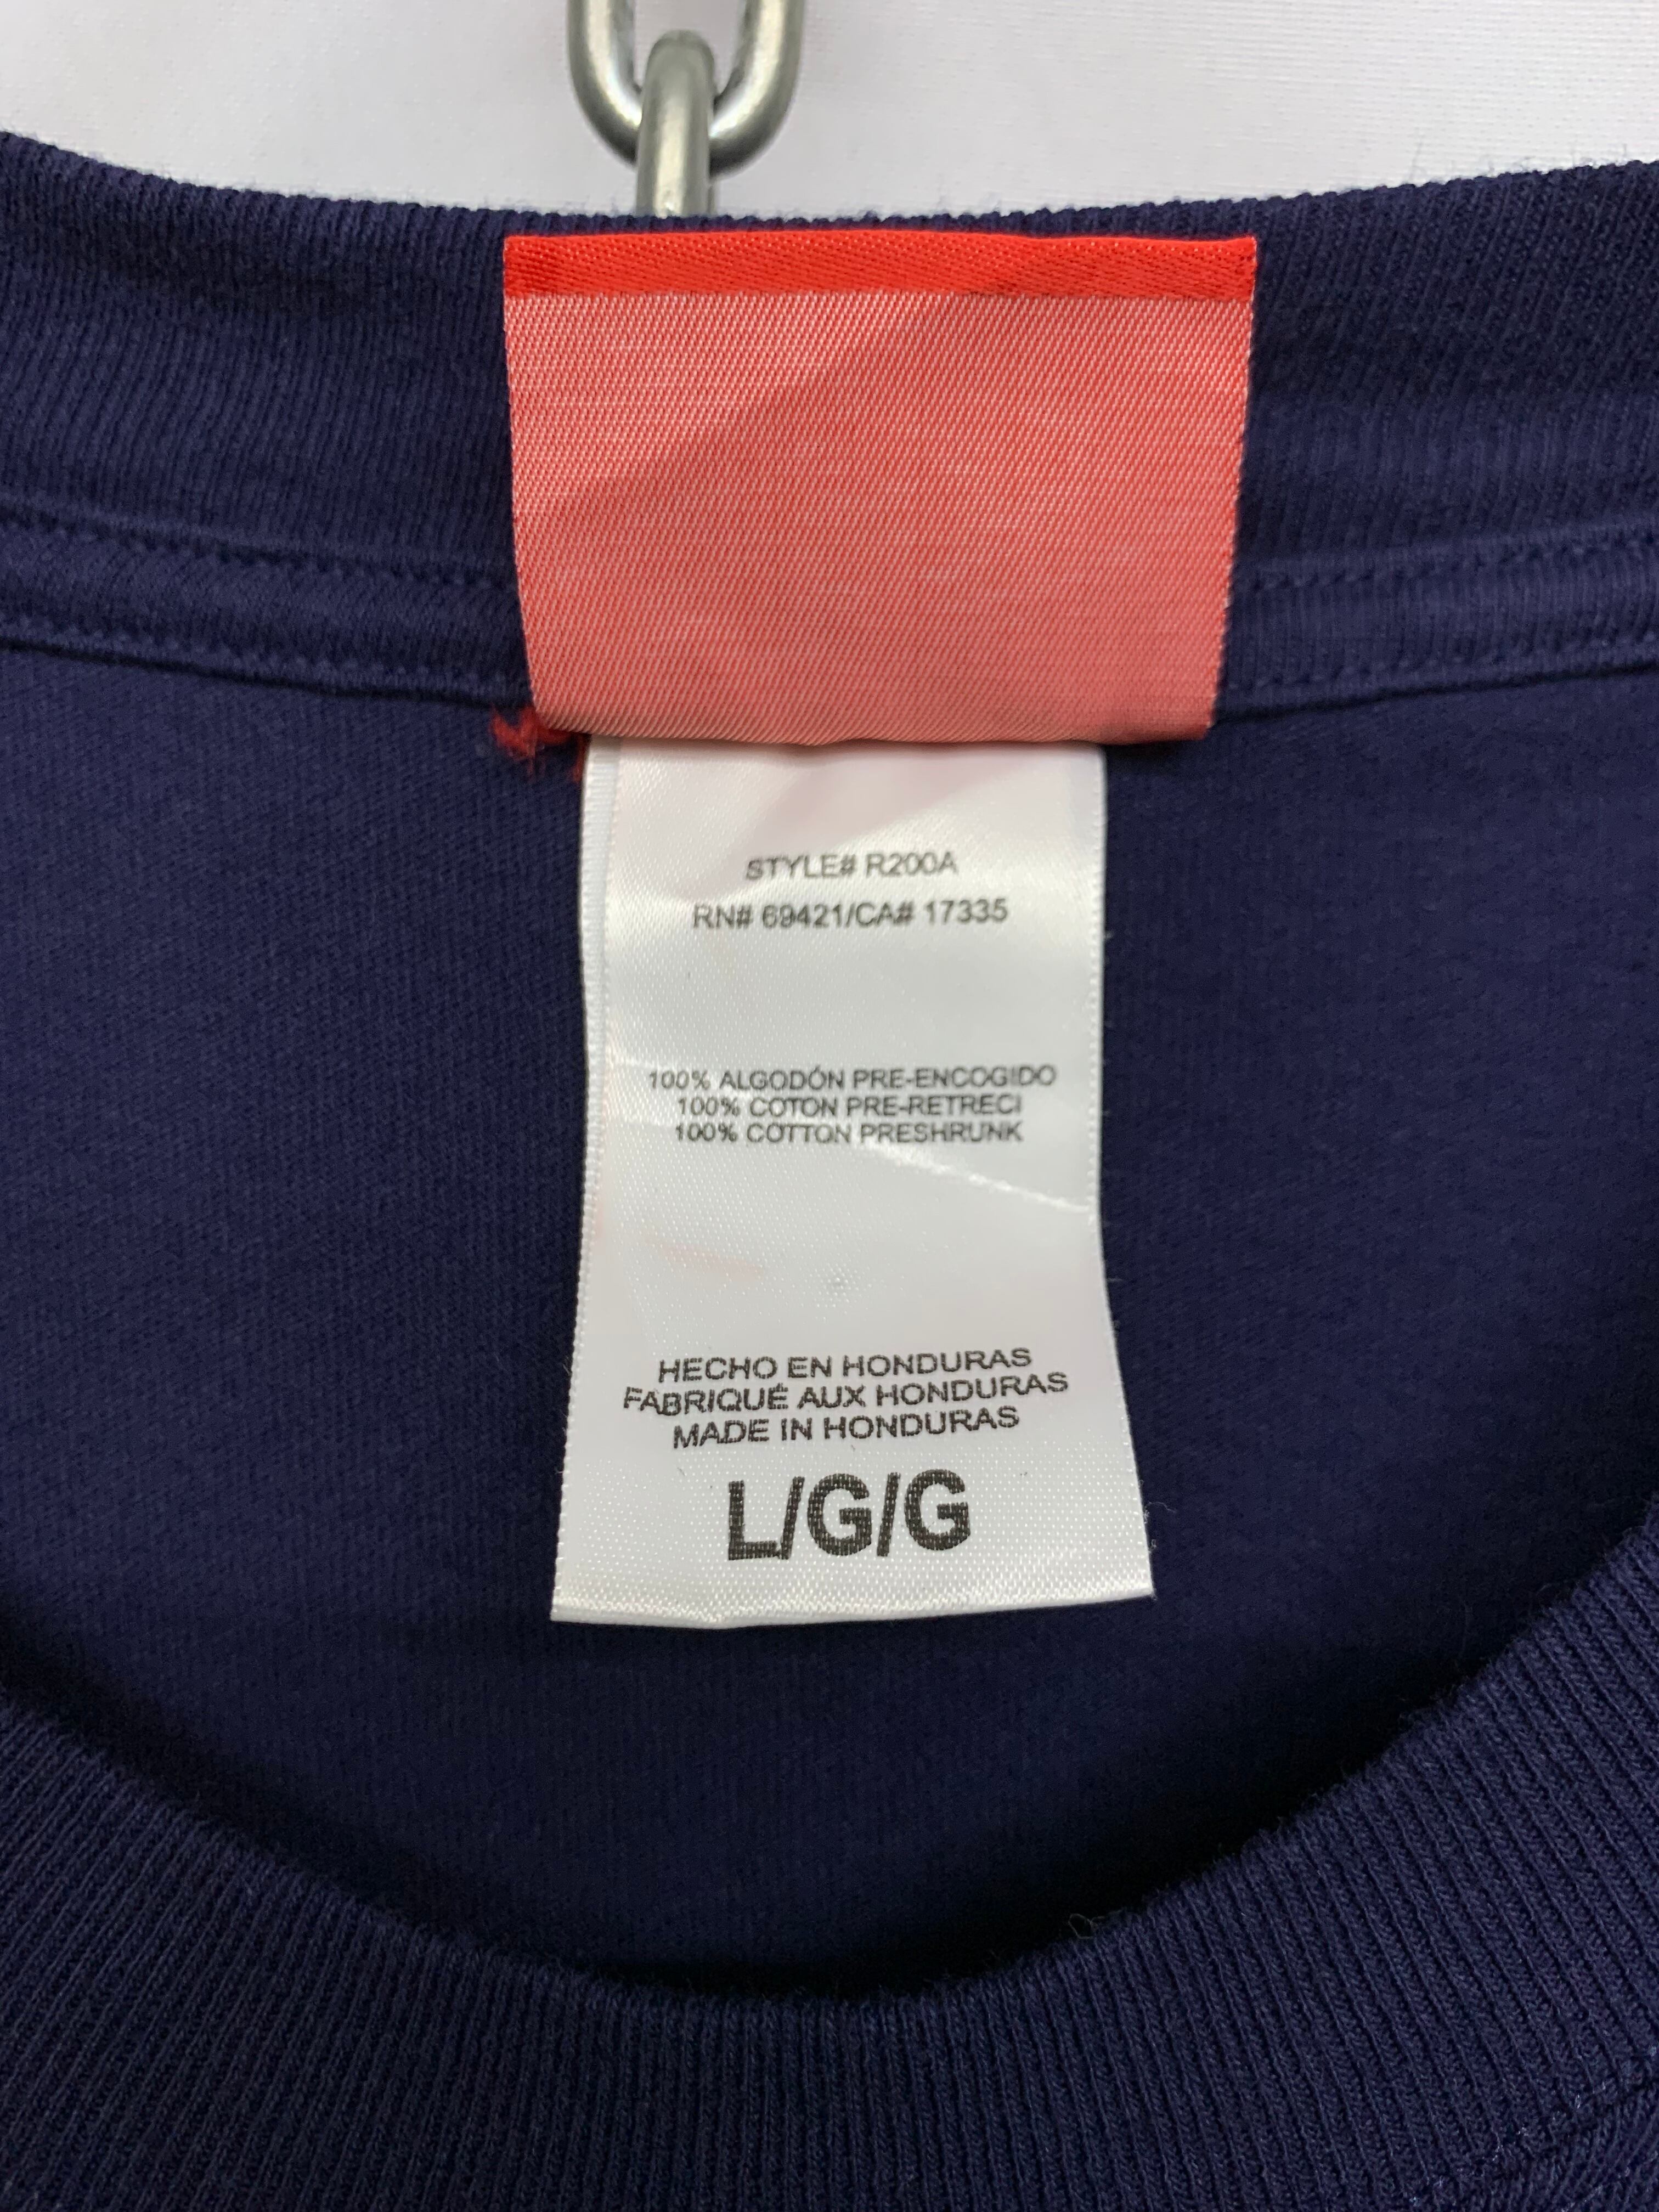 STYLE# R200A
RN# 69421/CA# 17335
100% ALGODÓN PRE-ENCOGIDO
100% COTON PRE-RETRECI
100% COTTON PRESHRUNK
HECHO EN HONDURAS
FABRIQUÉ AUX HONDURAS
MADE IN HONDURAS
L/G/G